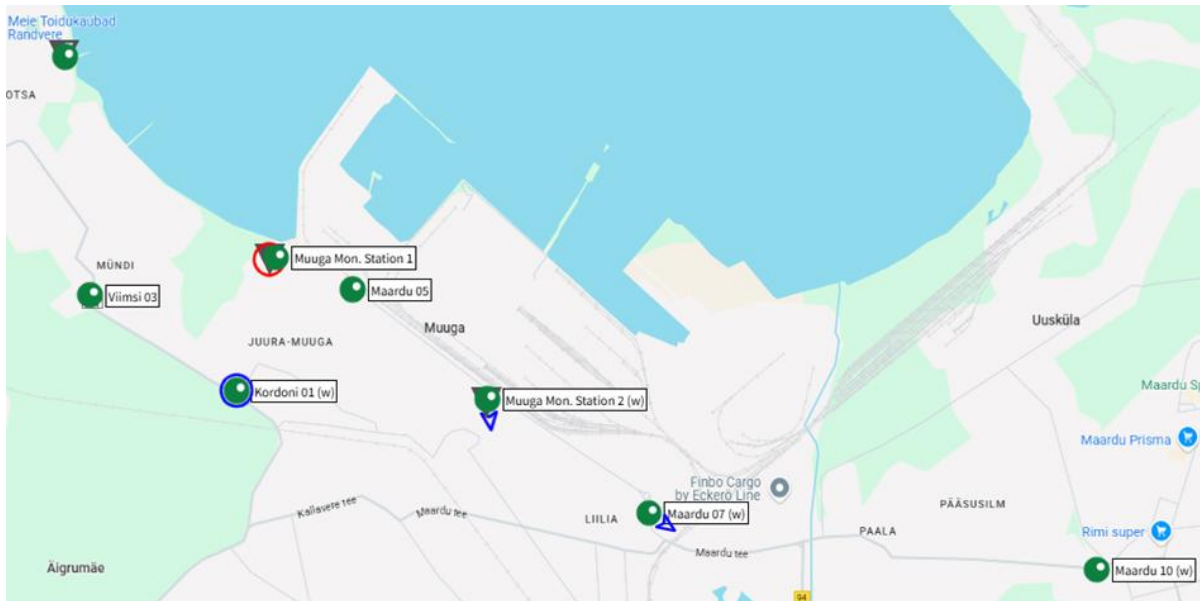 Meie Toidukaubad
Randvere
OTSA
Muuga Mon. Station 1
MÜNDI
Viimsi 03
Maardu 05
Muuga
Uusküla
JUURA-MUUGA
Kordoni 01 (w)
Muuga Mon. Station 2 (w)
Maardu Sp
Maardu Prisma
Finbo Cargo
by Eckerö Line
Kallavere tee
Maardu tee
LIILIA
Maardu 07 (w)
PÄÄSUSILM
PAALA
Rimi super
Maardu tee
Äigrumäe
Maardu 10 (w)
94